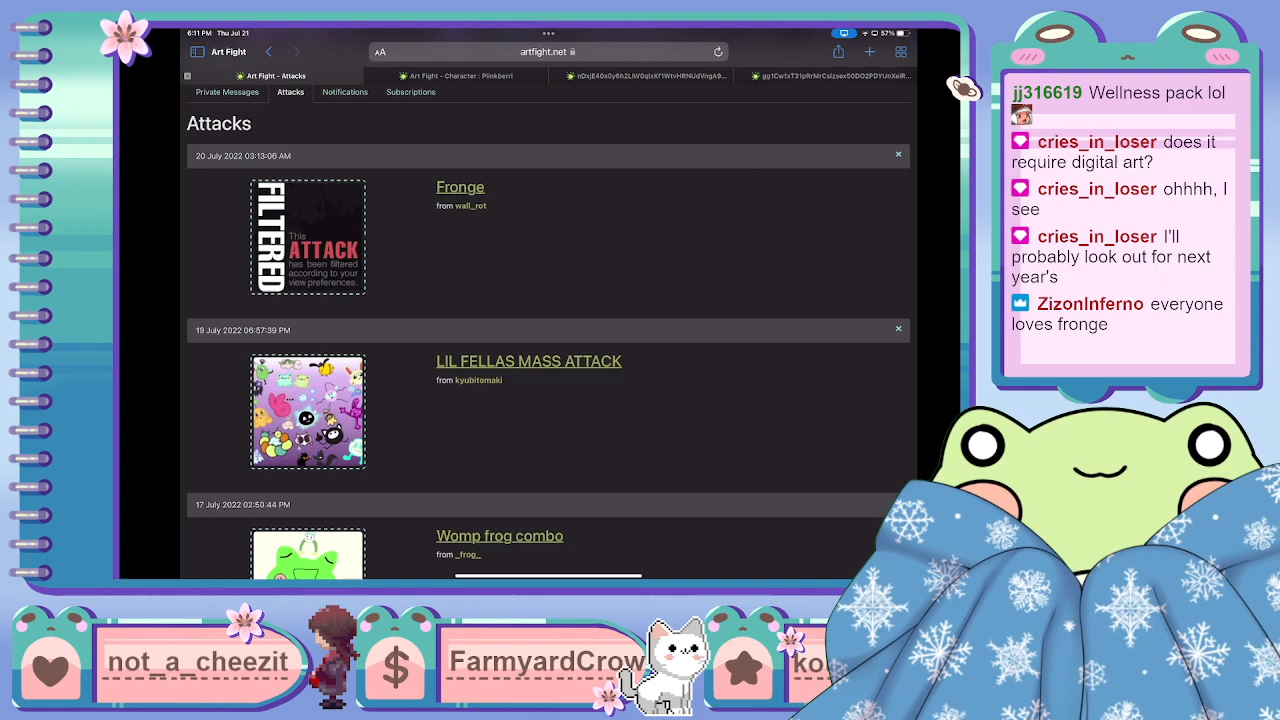 6:11 PM Thu Jul 21
57%
Art Fight
AA
artfight.net
Art Fight - Attacks
Art Fight - Character : Piinkberri
Private Messages
Attacks
Notifications
Subscriptions
Attacks
20 July 2022 03:13:06 AM
FILTERED
This
ATTACK
has been filtered
according to your
view preferences.
Fronge
from wall_rot
19 July 2022 06:57:39 PM
LIL FELLAS MASS ATTACK
from kyubitomaki
17 July 2022 02:50:44 PM
Womp frog combo
from _frog_
jj316619 Wellness pack lol
cries_in_loser does it
require digital art?
cries_in_loser ohhhh, I
see
cries_in_loser I'll
probably look out for next
year's
ZizonInferno everyone
loves fronge
not_a_cheezit
$
FarmyardCrow
ko